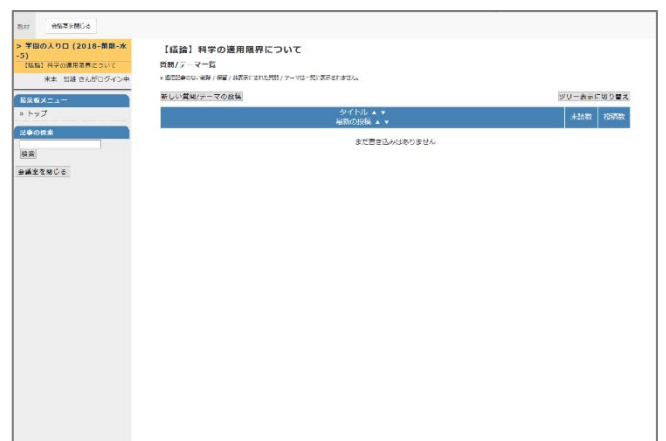 教材 会議室を閉じる
> 学問の入り口 (2018-前期-水-5)
【議論】科学の適用限界について
さんがログイン中
掲示板メニュー
» トップ
記事の検索
検索
会議室を閉じる
【議論】科学の適用限界について
質問/テーマ一覧
新しい質問/テーマの投稿
ツリー表示に切り替え
タイトル ▲ ▼
最新の投稿 ▲ ▼
未読数 投稿数
まだ書き込みはありません